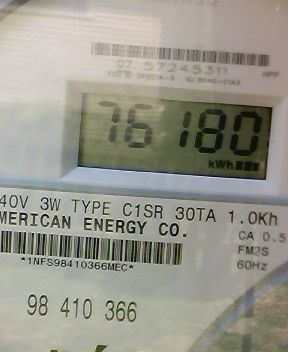 07 57245311
76180
kWh
40V 3W TYPE C1SR 30TA 1.0Kh
MERICAN ENERGY CO.
CA 0.5
FM2S
*1NFS98410366MEC*
60Hz
98 410 366